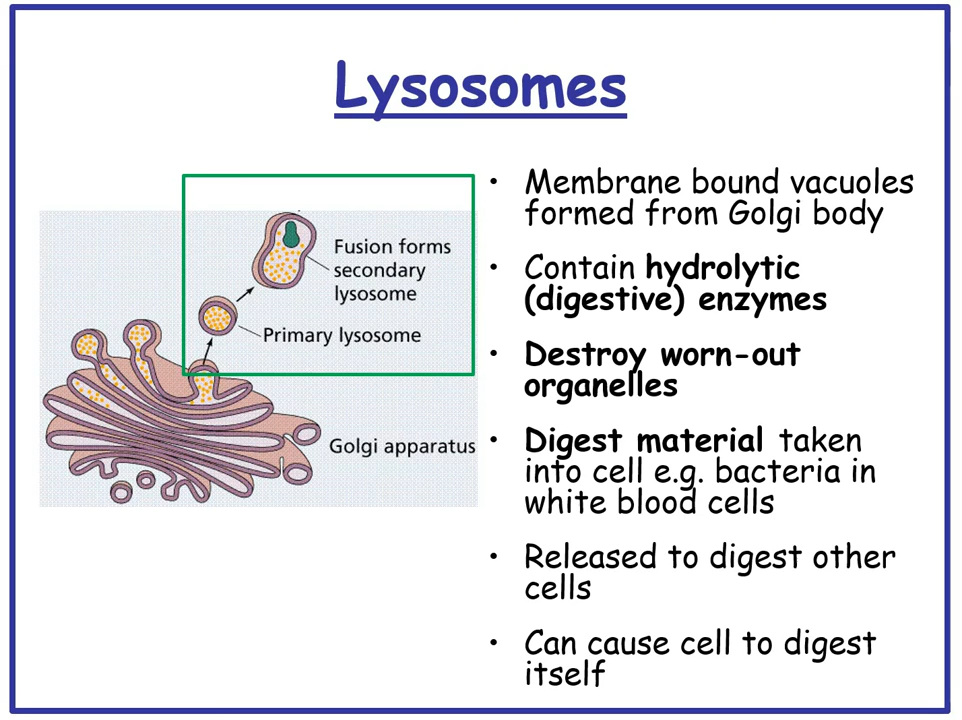 Lysosomes
Fusion forms
secondary
lysosome
Primary lysosome
Golgi apparatus
• Membrane bound vacuoles
formed from Golgi body
• Contain hydrolytic
(digestive) enzymes
• Destroy worn-out
organelles
• Digest material taken
into cell e.g. bacteria in
white blood cells
• Released to digest other
cells
• Can cause cell to digest
itself